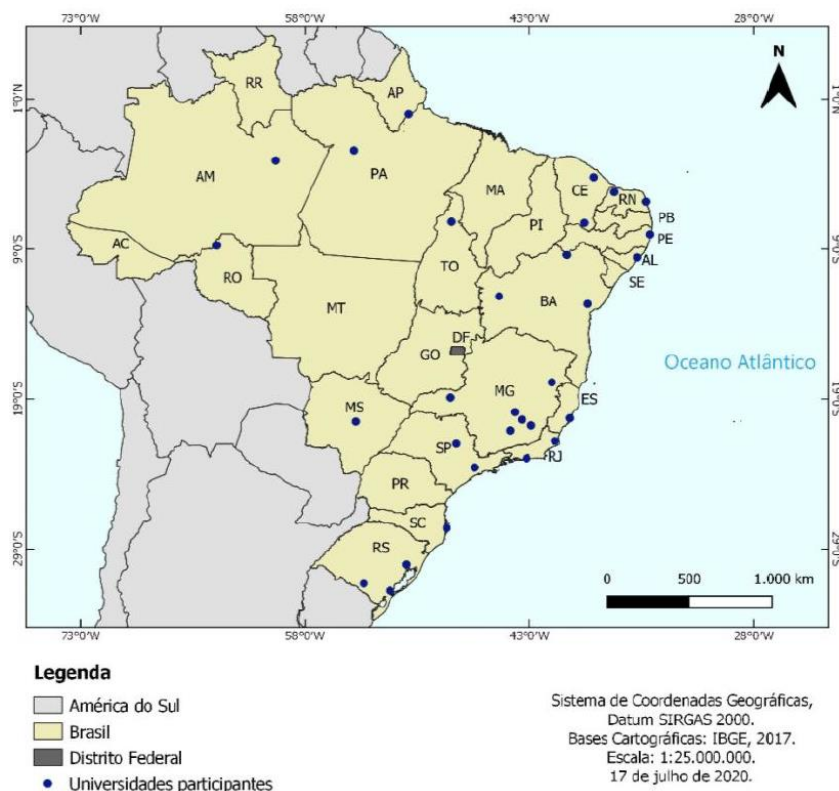 73°0'W 58°0'W 43°0'W 28°0'W
N
1°0'N 1°0'N
RR
AP
AM
PA
MA
CE
RN
PI
PB
PE
AC
9°0'S 9°0'S
AL
RO
TO
SE
MT
BA
DF
GO
Oceano Atlântico
MG
19°0'S 19°0'S
MS
ES
SP
RJ
PR
SC
RS
29°0'S 29°0'S
0 500 1.000 km
73°0'W 58°0'W 43°0'W 28°0'W
Legenda
América do Sul
Brasil
Distrito Federal
Universidades participantes
Sistema de Coordenadas Geográficas,
Datum SIRGAS 2000.
Bases Cartográficas: IBGE, 2017.
Escala: 1:25.000.000.
17 de julho de 2020.